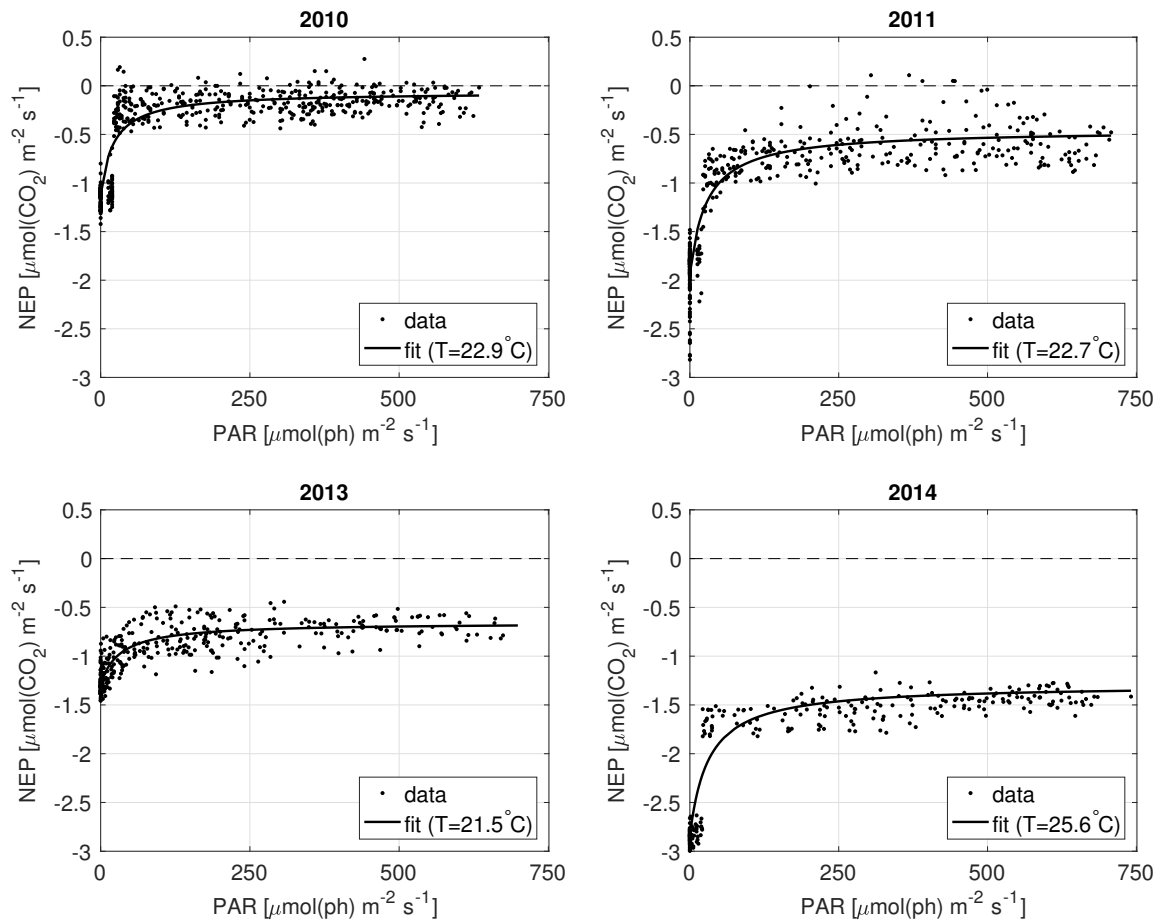 2010
0.5
0
-0.5
-1
-1.5
-2
-2.5
-3
NEP [μmol(CO₂) m⁻² s⁻¹]
data
fit (T=22.9°C)
0 250 500 750
PAR [μmol(ph) m⁻² s⁻¹]
2011
0.5
0
-0.5
-1
-1.5
-2
-2.5
-3
NEP [μmol(CO₂) m⁻² s⁻¹]
data
fit (T=22.7°C)
0 250 500 750
PAR [μmol(ph) m⁻² s⁻¹]
2013
0.5
0
-0.5
-1
-1.5
-2
-2.5
-3
NEP [μmol(CO₂) m⁻² s⁻¹]
data
fit (T=21.5°C)
0 250 500 750
PAR [μmol(ph) m⁻² s⁻¹]
2014
0.5
0
-0.5
-1
-1.5
-2
-2.5
-3
NEP [μmol(CO₂) m⁻² s⁻¹]
data
fit (T=25.6°C)
0 250 500 750
PAR [μmol(ph) m⁻² s⁻¹]